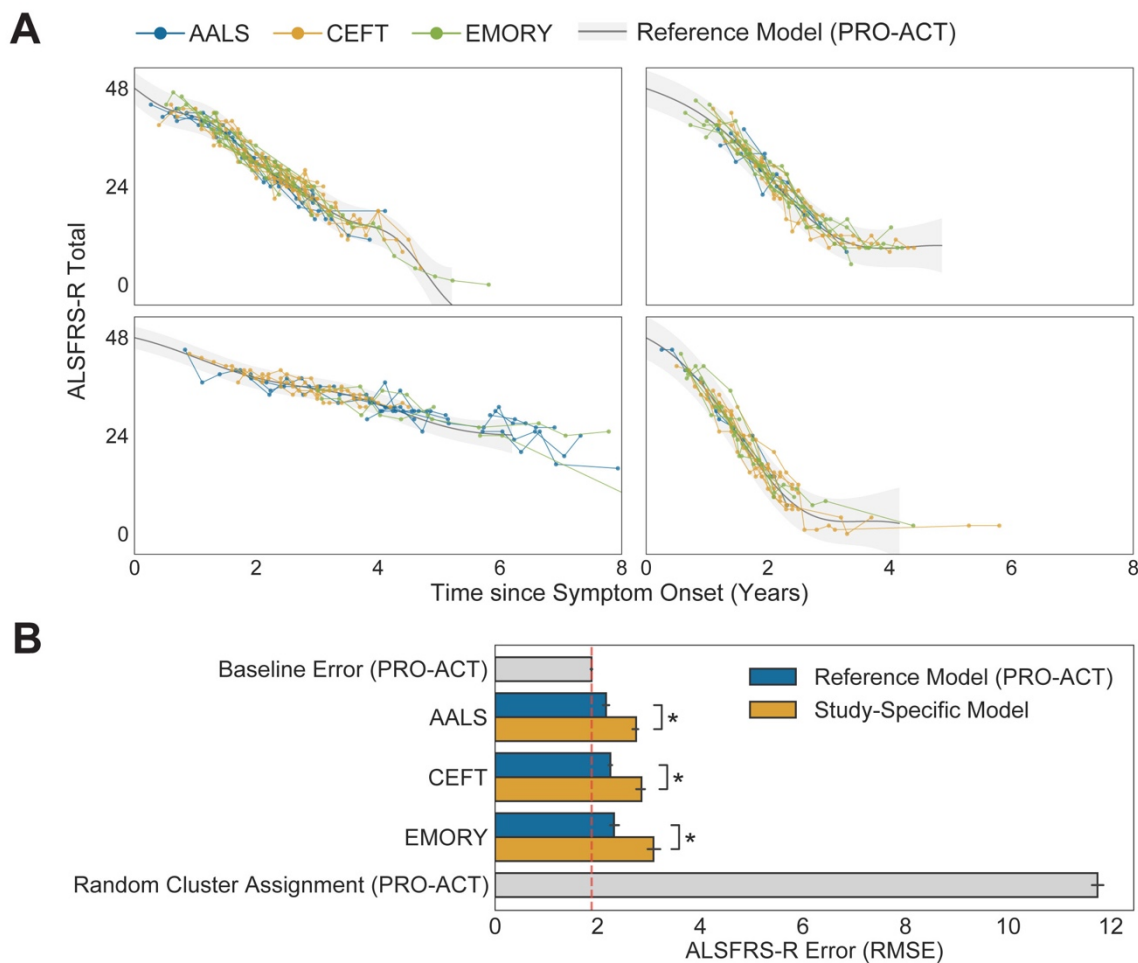 A
AALS CEFT EMORY Reference Model (PRO-ACT)
ALSFRS-R Total
48
24
0
48
24
0
0 2 4 6 8 0 2 4 6 8
Time since Symptom Onset (Years)
B
Baseline Error (PRO-ACT)
AALS
CEFT
EMORY
Random Cluster Assignment (PRO-ACT)
Reference Model (PRO-ACT)
Study-Specific Model
*
*
*
0 2 4 6 8 10 12
ALSFRS-R Error (RMSE)